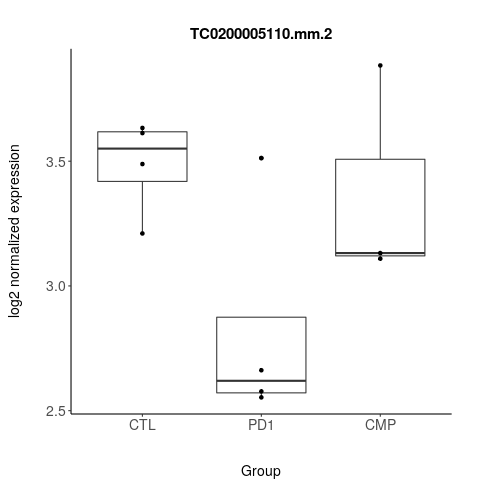 TC0200005110.mm.2
log2 normalized expression
3.5
3.0
2.5
CTL PD1 CMP
Group